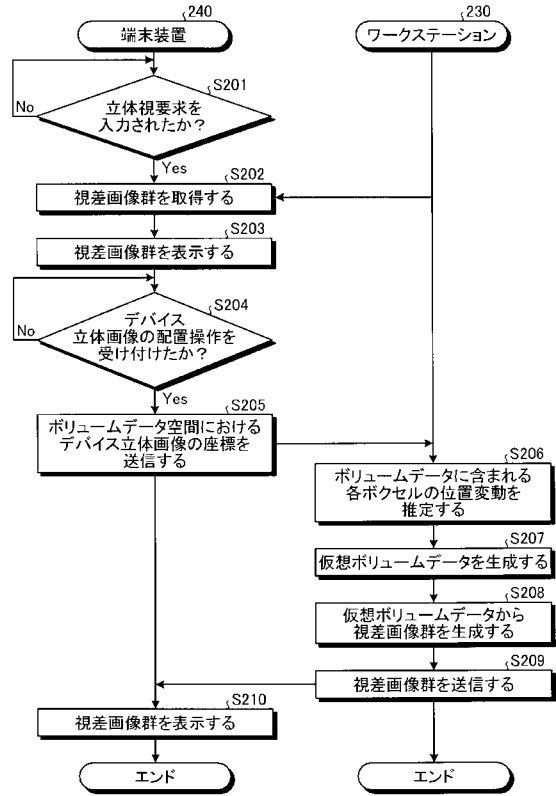 240
端末装置
230
ワークステーション
S201
立体視要求を
入力されたか？
No
Yes
S202
視差画像群を取得する
S203
視差画像群を表示する
S204
デバイス
立体画像の配置操作を
受け付けたか？
No
Yes
S205
ボリュームデータ空間における
デバイス立体画像の座標を
送信する
S206
ボリュームデータに含まれる
各ボクセルの位置変動を
推定する
S207
仮想ボリュームデータを生成する
S208
仮想ボリュームデータから
視差画像群を生成する
S209
視差画像群を送信する
S210
視差画像群を表示する
エンド
エンド